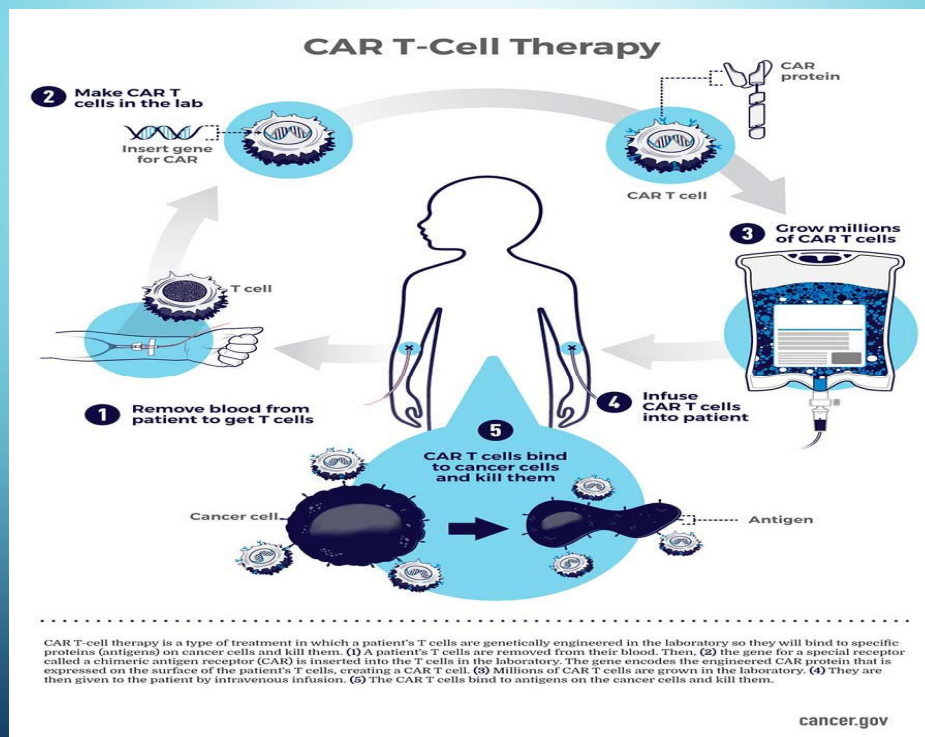 CAR T-Cell Therapy
2 Make CAR T
cells in the lab
Insert gene
for CAR
CAR
protein
CAR T cell
3 Grow millions
of CAR T cells
T cell
1 Remove blood from
patient to get T cells
4 Infuse
CAR T cells
into patient
5
CAR T cells bind
to cancer cells
and kill them
Cancer cell
Antigen
CAR T-cell therapy is a type of treatment in which a patient's T cells are genetically engineered in the laboratory so they will bind to specific
proteins (antigens) on cancer cells and kill them. (1) A patient's T cells are removed from their blood. Then, (2) the gene for a special receptor
called a chimeric antigen receptor (CAR) is inserted into the T cells in the laboratory. The gene encodes the engineered CAR protein that is
expressed on the surface of the patient's T cells, creating a CAR T cell. (3) Millions of CAR T cells are grown in the laboratory. (4) They are
then given to the patient by intravenous infusion. (5) The CAR T cells bind to antigens on the cancer cells and kill them.
cancer.gov